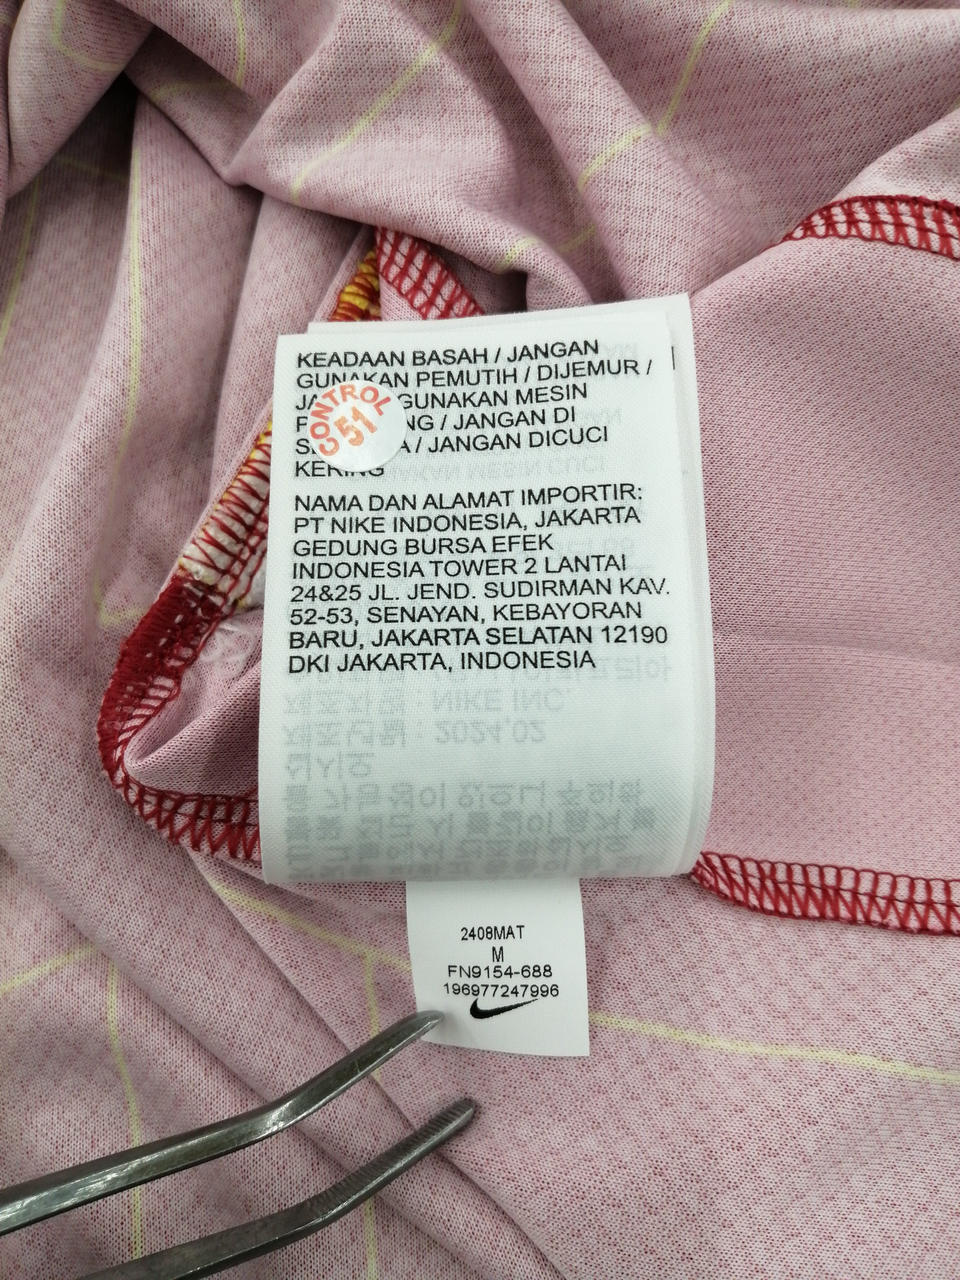 KEADAAN BASAH / JANGAN
GUNAKAN PEMUTIH / DIJEMUR /
GUNAKAN MESIN
/ JANGAN DI
/ JANGAN DICUCI
KERING
CONTROL
51
NAMA DAN ALAMAT IMPORTIR:
PT NIKE INDONESIA, JAKARTA
GEDUNG BURSA EFEK
INDONESIA TOWER 2 LANTAI
24&25 JL. JEND. SUDIRMAN KAV.
52-53, SENAYAN, KEBAYORAN
BARU, JAKARTA SELATAN 12190
DKI JAKARTA, INDONESIA
2408MAT
M
FN9154-688
196977247996